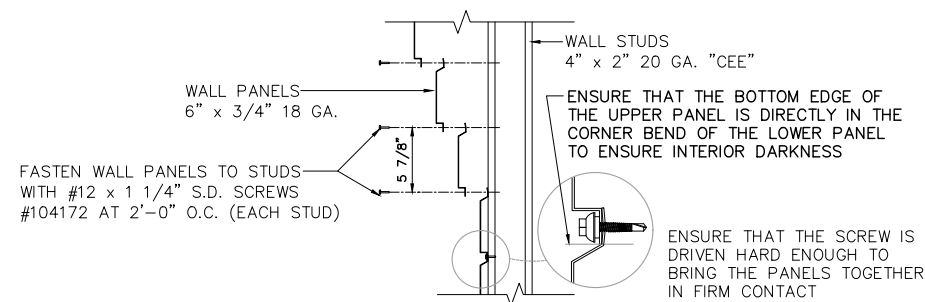 WALL STUDS
4" x 2" 20 GA. "CEE"
WALL PANELS
6" x 3/4" 18 GA.
ENSURE THAT THE BOTTOM EDGE OF
THE UPPER PANEL IS DIRECTLY IN THE
CORNER BEND OF THE LOWER PANEL
TO ENSURE INTERIOR DARKNESS
5 7/8"
FASTEN WALL PANELS TO STUDS
WITH #12 x 1 1/4" S.D. SCREWS
#104172 AT 2'-0" O.C. (EACH STUD)
ENSURE THAT THE SCREW IS
DRIVEN HARD ENOUGH TO
BRING THE PANELS TOGETHER
IN FIRM CONTACT